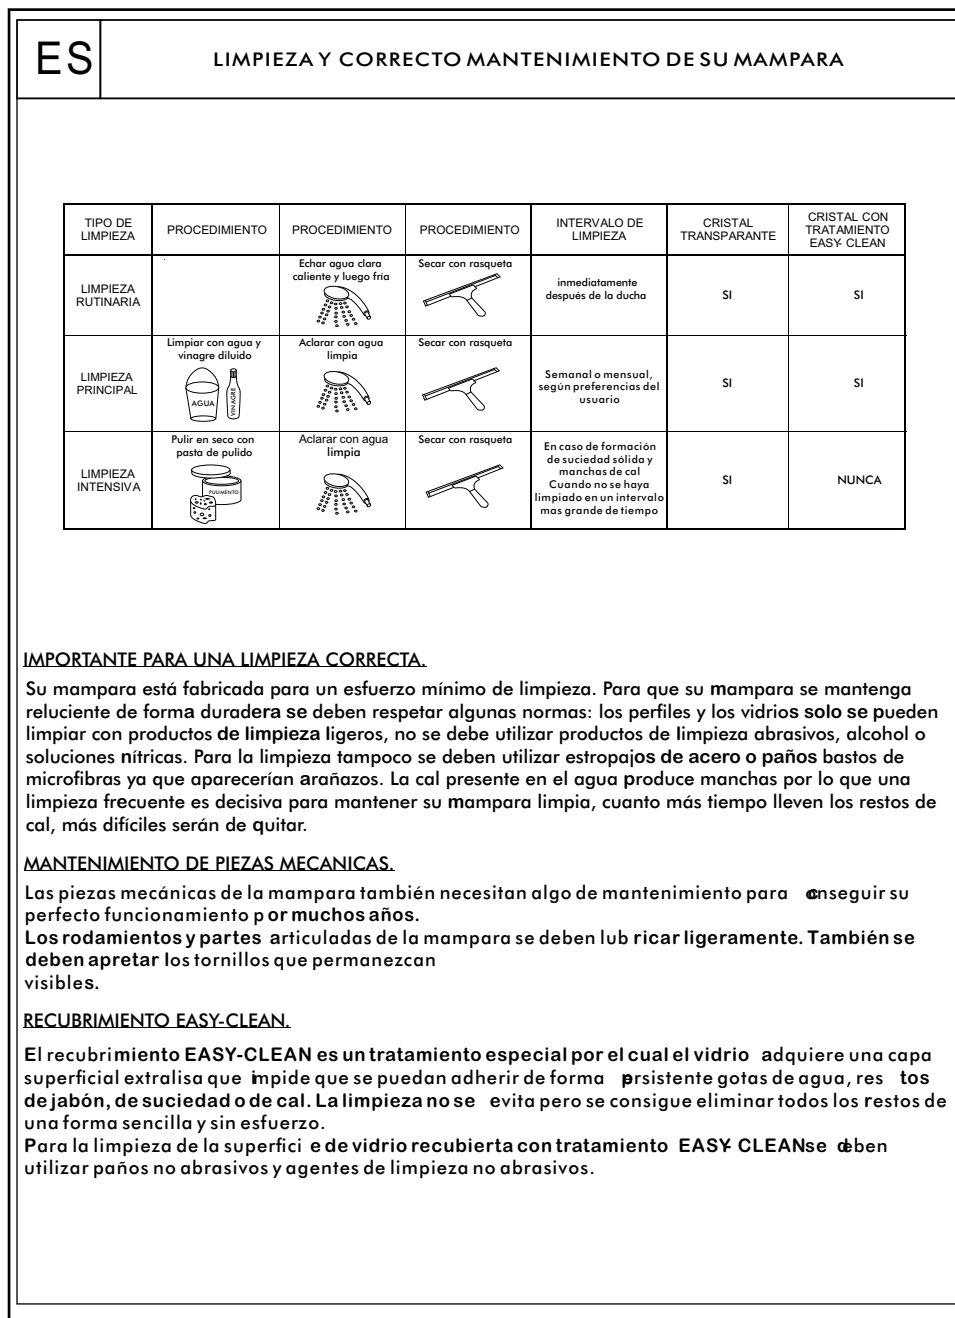 ES
LIMPIEZA Y CORRECTO MANTENIMIENTO DE SU MAMPARA
TIPO DE LIMPIEZA PROCEDIMIENTO PROCEDIMIENTO PROCEDIMIENTO INTERVALO DE LIMPIEZA CRISTAL TRANSPARANTE CRISTAL CON TRATAMIENTO EASY- CLEAN
LIMPIEZA
RUTINARIA
Echar agua clara
caliente y luego fría
Secar con rasqueta
inmediatamente
después de la ducha
SI
SI
LIMPIEZA
PRINCIPAL
Limpiar con agua y
vinagre diluido
AGUA
VINAGRE
Aclarar con agua
limpia
Secar con rasqueta
Semanal o mensual,
según preferencias del
usuario
SI
SI
LIMPIEZA
INTENSIVA
Pulir en seco con
pasta de pulido
PULIMENTO
Aclarar con agua
limpia
Secar con rasqueta
En caso de formación
de suciedad sólida y
manchas de cal
Cuando no se haya
limpiado en un intervalo
mas grande de tiempo
SI
NUNCA
IMPORTANTE PARA UNA LIMPIEZA CORRECTA.
Su mampara está fabricada para un esfuerzo mínimo de limpieza. Para que su mampara se mantenga
reluciente de forma duradera se deben respetar algunas normas: los perfiles y los vidrios solo se pueden
limpiar con productos de limpieza ligeros, no se debe utilizar productos de limpieza abrasivos, alcohol o
soluciones nítricas. Para la limpieza tampoco se deben utilizar estropajos de acero o paños bastos de
microfibras ya que aparecerían arañazos. La cal presente en el agua produce manchas por lo que una
limpieza frecuente es decisiva para mantener su mampara limpia, cuanto más tiempo lleven los restos de
cal, más difíciles serán de quitar.
MANTENIMIENTO DE PIEZAS MECANICAS.
Las piezas mecánicas de la mampara también necesitan algo de mantenimiento para conseguir su
perfecto funcionamiento por muchos años.
Los rodamientos y partes articuladas de la mampara se deben lubricar ligeramente. También se
deben apretar los tornillos que permanezcan
visibles.
RECUBRIMIENTO EASY-CLEAN.
El recubrimiento EASY-CLEAN es un tratamiento especial por el cual el vidrio adquiere una capa
superficial extralisa que impide que se puedan adherir de forma persistente gotas de agua, restos
de jabón, de suciedad o de cal. La limpieza no se evita pero se consigue eliminar todos los restos de
una forma sencilla y sin esfuerzo.
Para la limpieza de la superficie de vidrio recubierta con tratamiento EASY- CLEAN se deben
utilizar paños no abrasivos y agentes de limpieza no abrasivos.